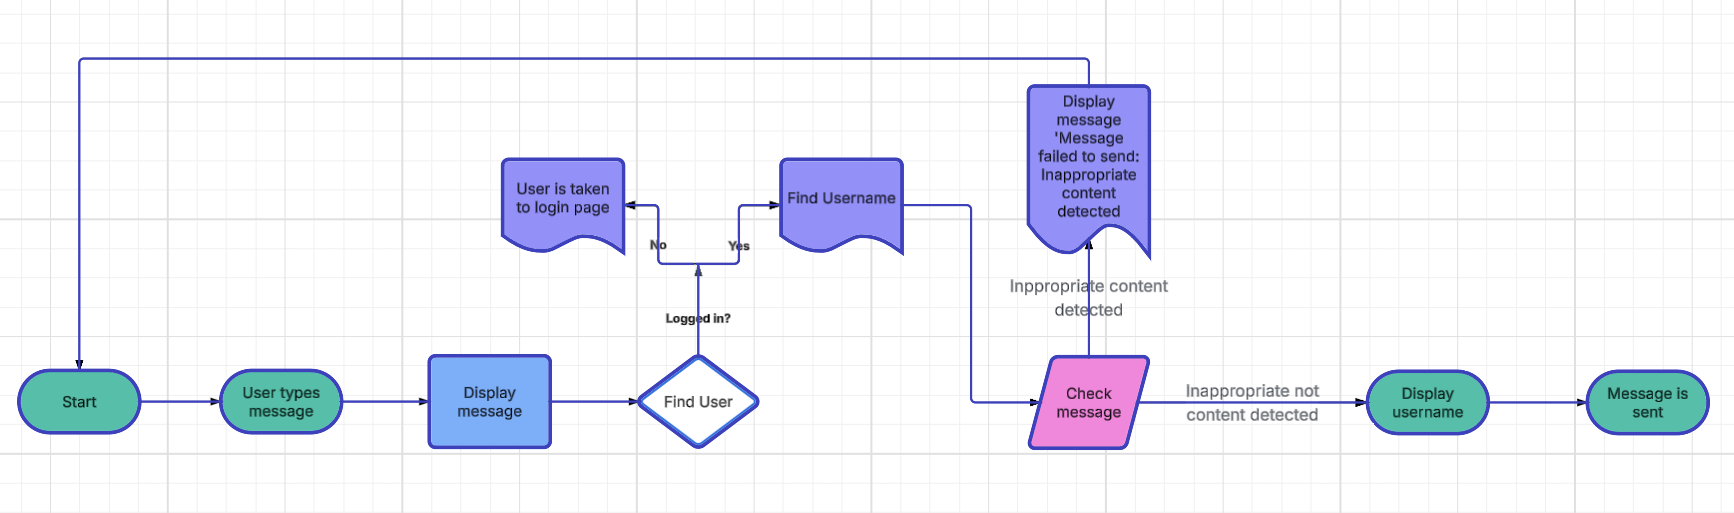 Display
message
'Message
failed to send:
Inappropriate
content
detected
User is taken
to login page
Find Username
No
Yes
Inppropriate content
detected
Logged in?
Start
User types
message
Display
message
Find User
Check
message
Inappropriate not
content detected
Display
username
Message is
sent